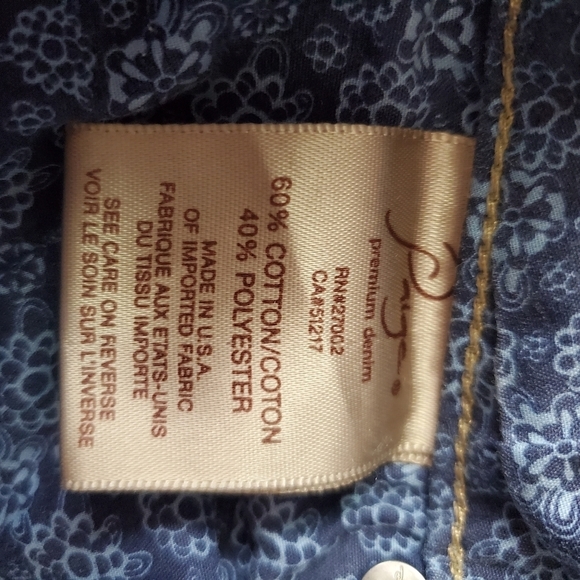 Paige
premium denim
RN#27002
CA#51217
60% COTTON/COTON
40% POLYESTER
MADE IN U.S.A.
OF IMPORTED FABRIC
FABRIQUE AUX ETATS-UNIS
DU TISSU IMPORTE
SEE CARE ON REVERSE
VOIR LE SOIN SUR L'INVERSE